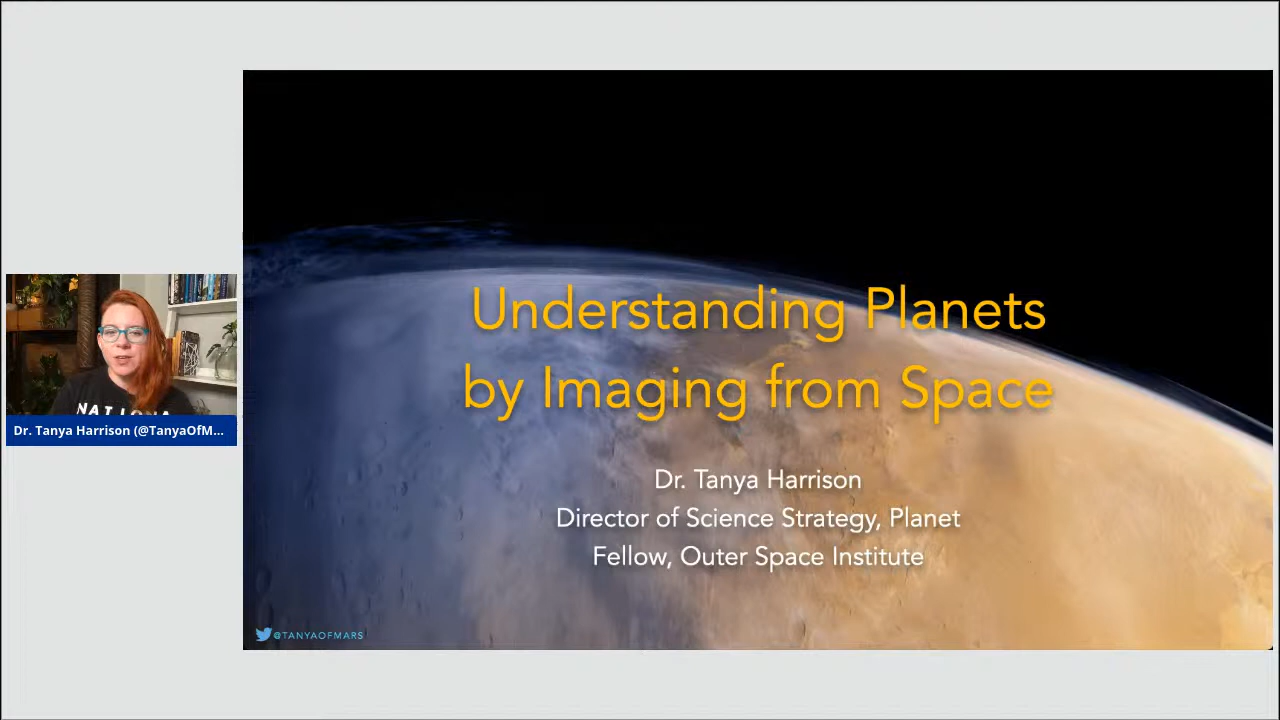 Understanding Planets
by Imaging from Space
Dr. Tanya Harrison
Director of Science Strategy, Planet
Fellow, Outer Space Institute
@TANYAOFMARS
Dr. Tanya Harrison (@TanyaOfM...